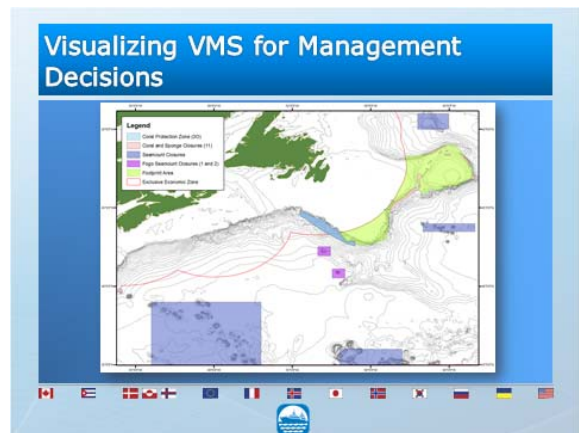 Visualizing VMS for Management
Decisions
Legend
Coral Protection Zone (3O)
Coral and Sponge Closures (11)
Seamount Closures
Fogo Seamount Closures (1 and 2)
Footprint Area
Exclusive Economic Zone